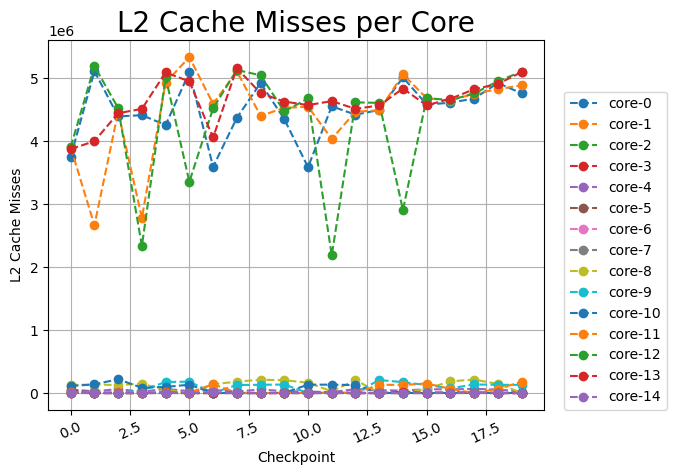 L2 Cache Misses per Core
1e6
L2 Cache Misses
5
4
3
2
1
0
0.0 2.5 5.0 7.5 10.0 12.5 15.0 17.5
Checkpoint
core-0
core-1
core-2
core-3
core-4
core-5
core-6
core-7
core-8
core-9
core-10
core-11
core-12
core-13
core-14